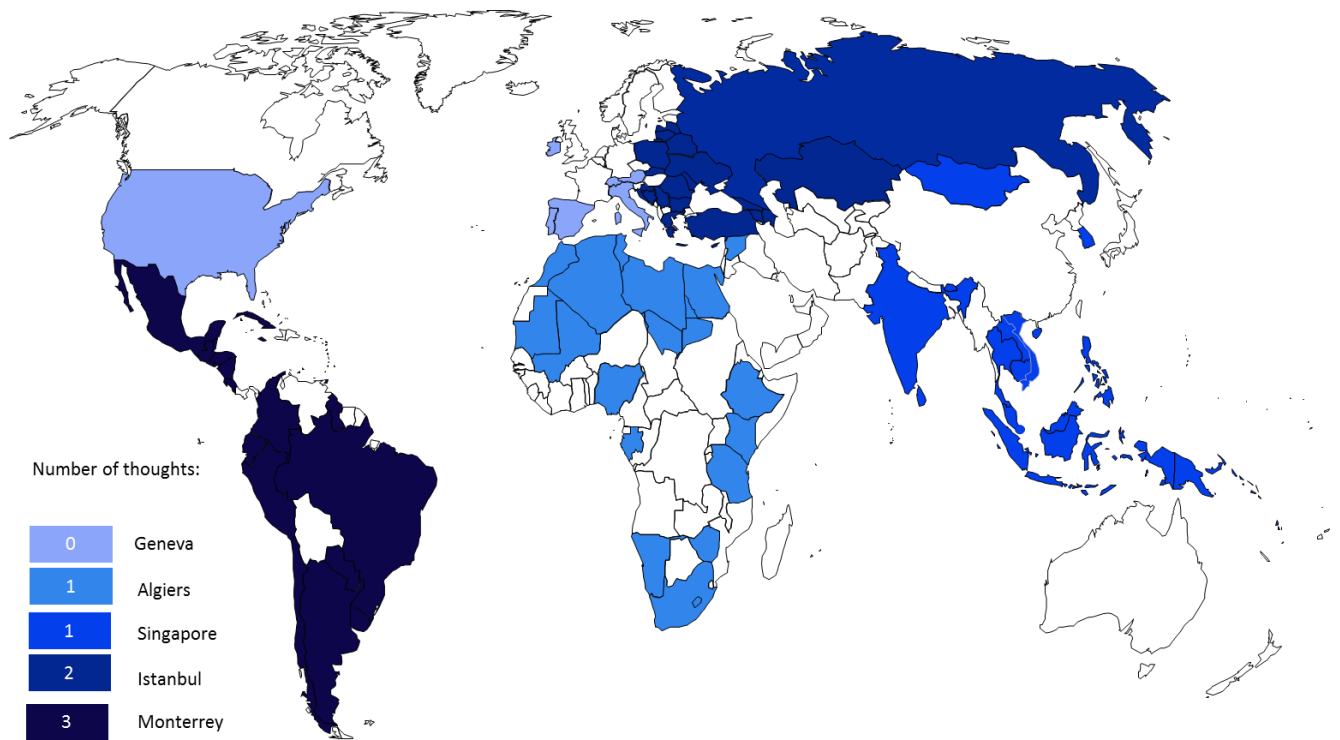 Number of thoughts:
0 Geneva
1 Algiers
1 Singapore
2 Istanbul
3 Monterrey